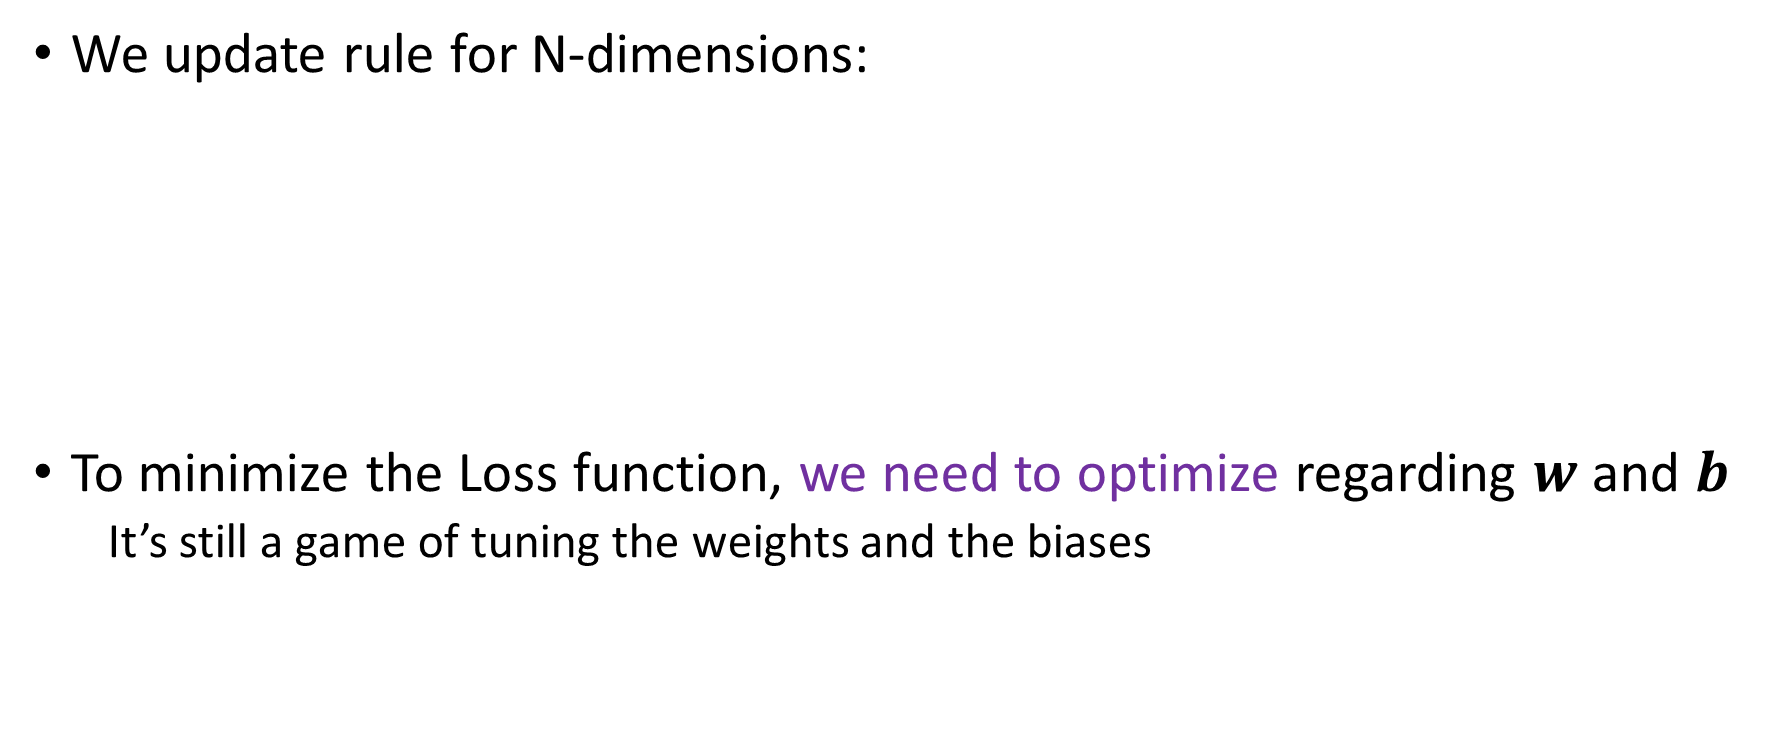 • We update rule for N-dimensions:
• To minimize the Loss function, we need to optimize regarding w and b
It’s still a game of tuning the weights and the biases